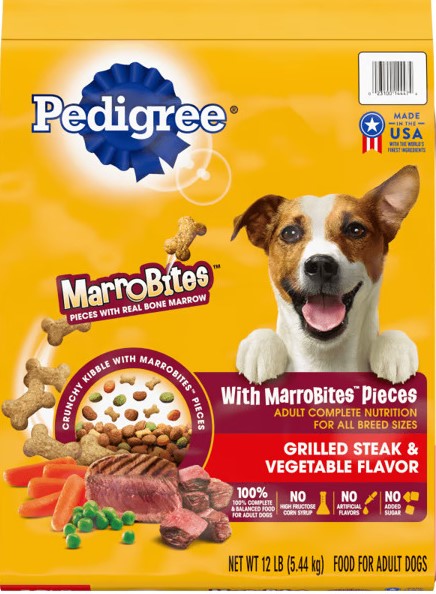 Pedigree®
MADE
IN THE
USA
WITH THE WORLD'S
FINEST INGREDIENTS
MARROBITES™
PIECES WITH REAL BONE MARROW
CRUNCHY KIBBLE WITH MARROBITES™ PIECES
With MarroBites™ Pieces
ADULT COMPLETE NUTRITION
FOR ALL BREED SIZES
GRILLED STEAK &
VEGETABLE FLAVOR
100%
100% COMPLETE
& BALANCED FOOD
FOR ADULT DOGS
NO
HIGH FRUCTOSE
CORN SYRUP
NO
ARTIFICIAL
FLAVORS
NO
ADDED
SUGAR
NET WT 12 LB (5.44 kg) FOOD FOR ADULT DOGS